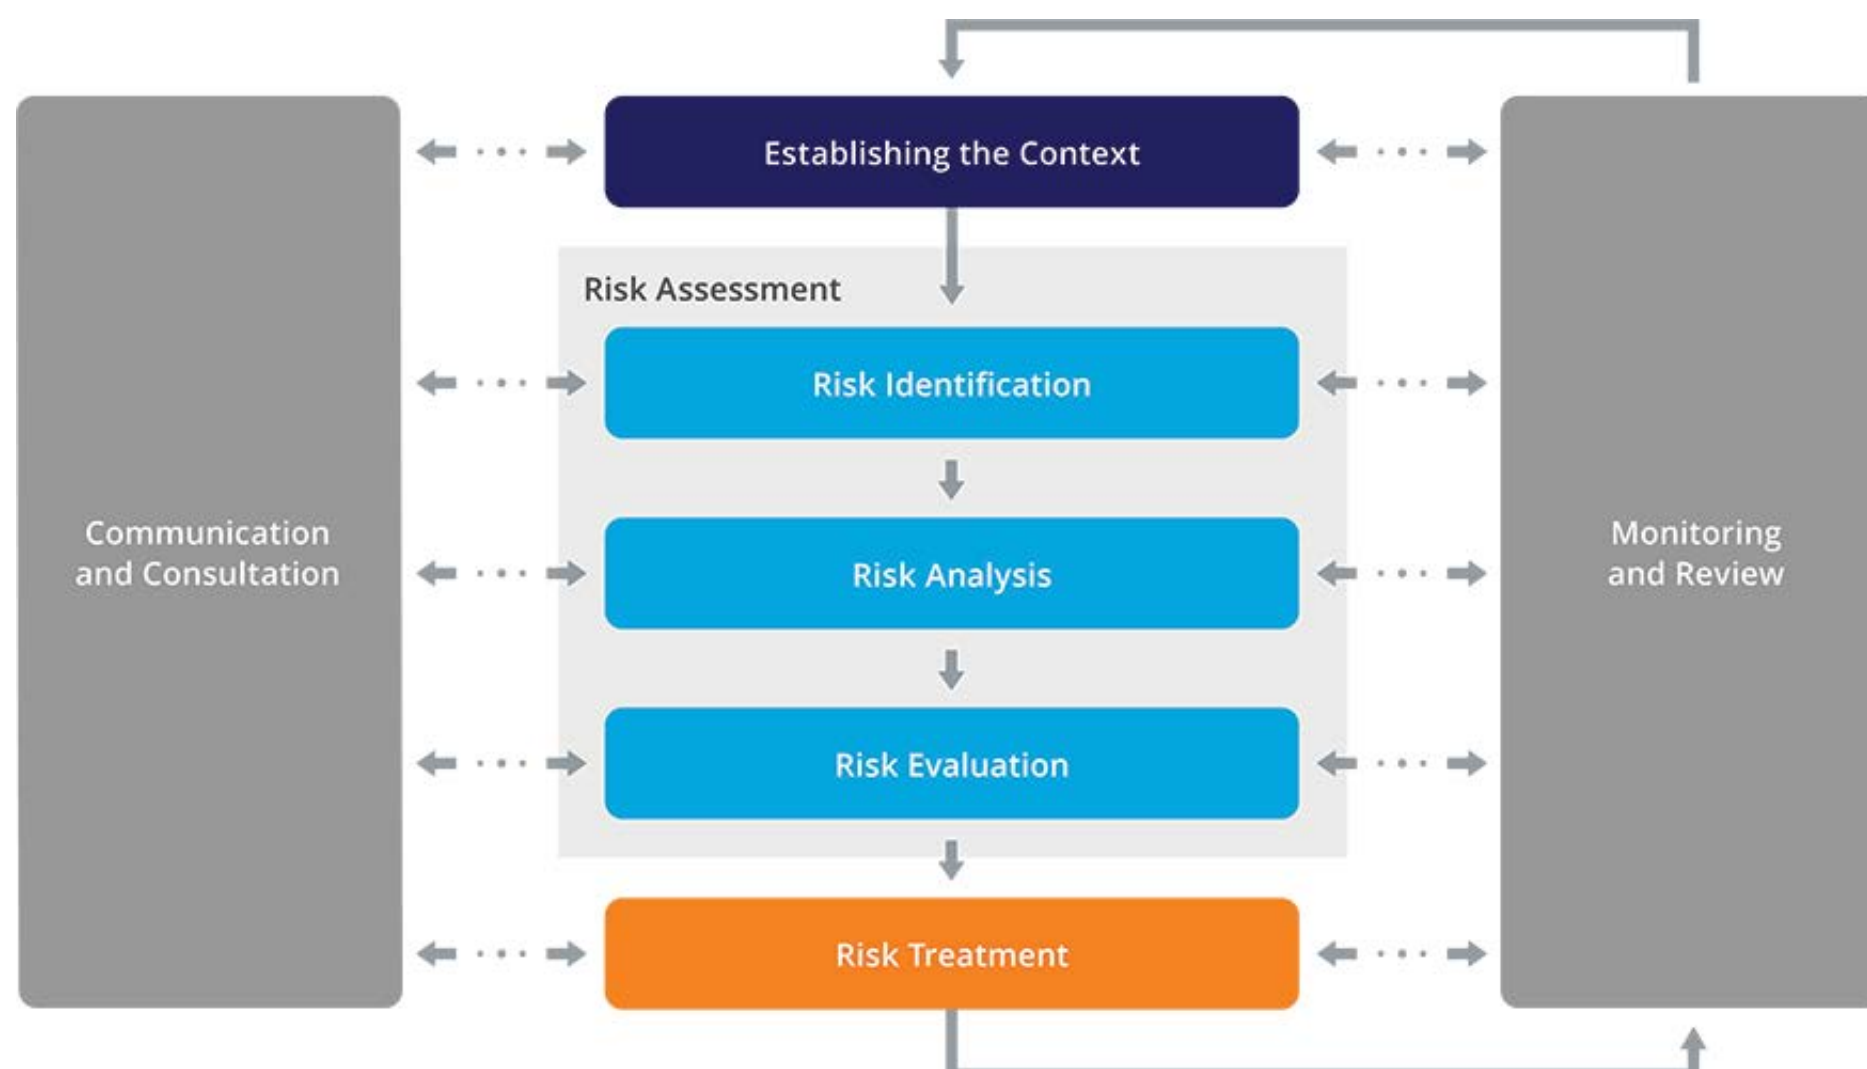 Establishing the Context
Risk Assessment
Risk Identification
Risk Analysis
Risk Evaluation
Risk Treatment
Communication
and Consultation
Monitoring
and Review